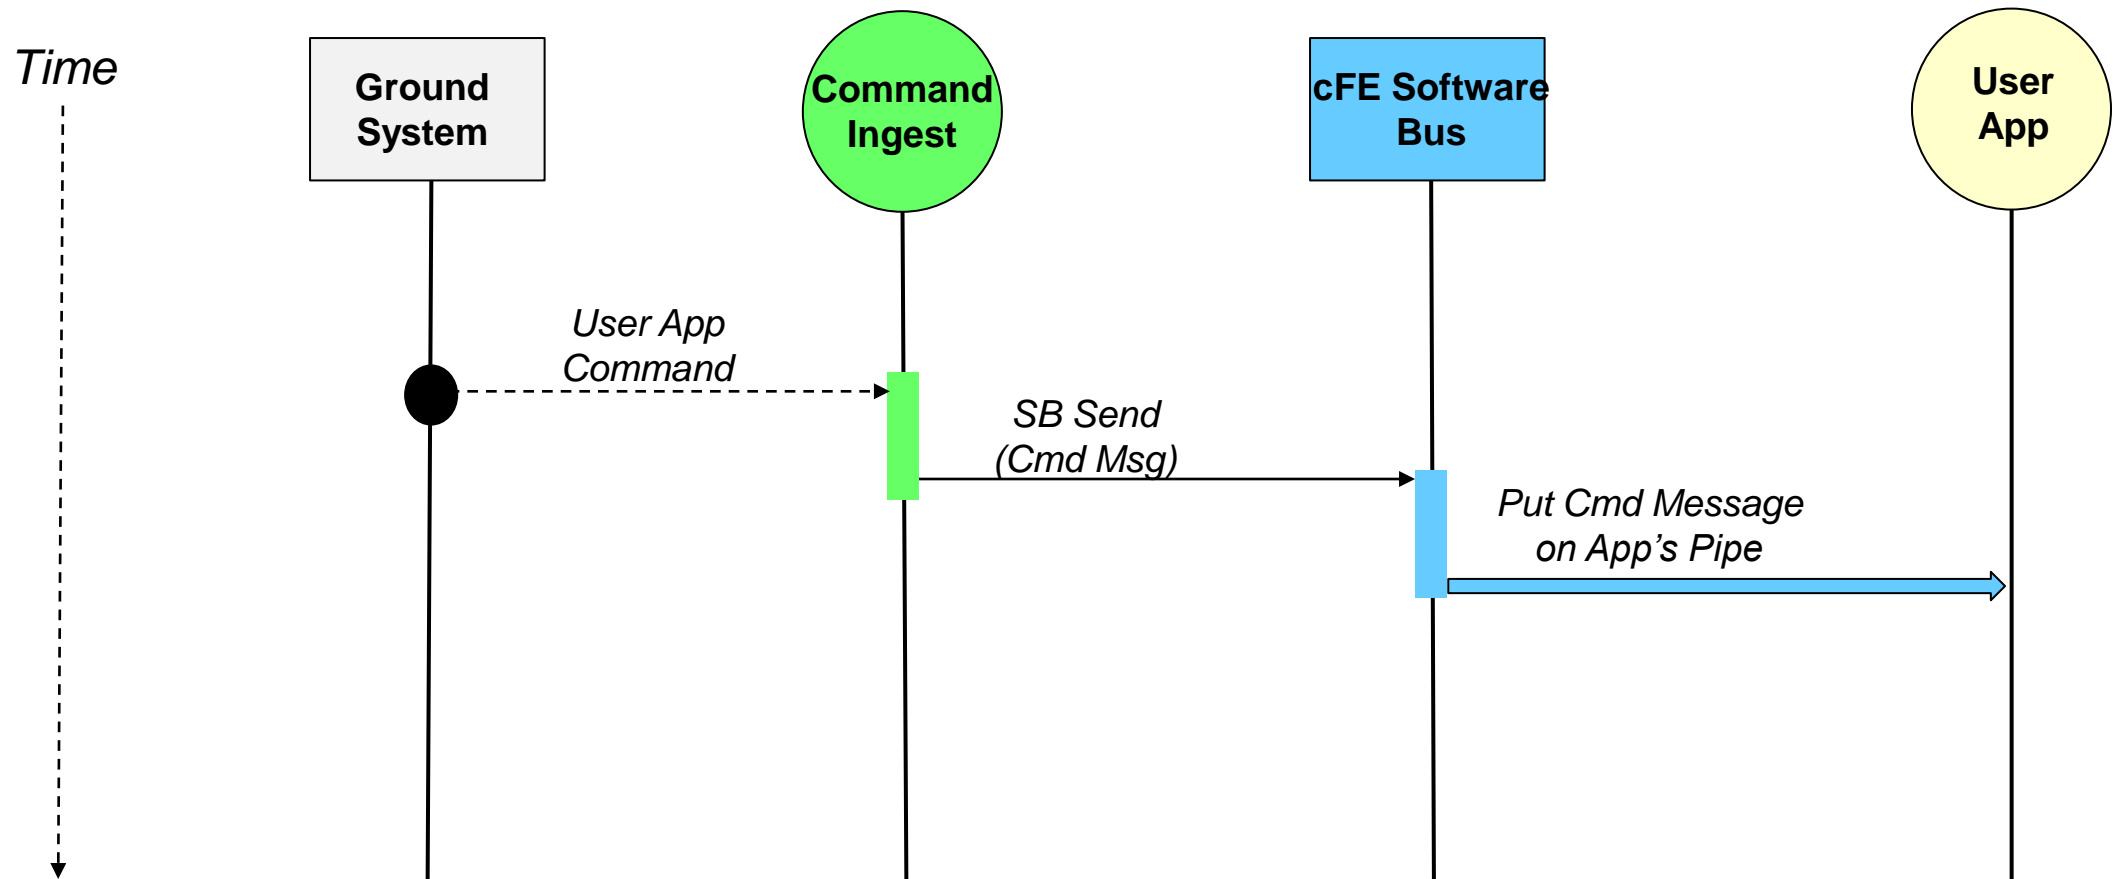 Time
Ground
System
Command
Ingest
cFE Software
Bus
User
App
User App
Command
SB Send
(Cmd Msg)
Put Cmd Message
on App’s Pipe